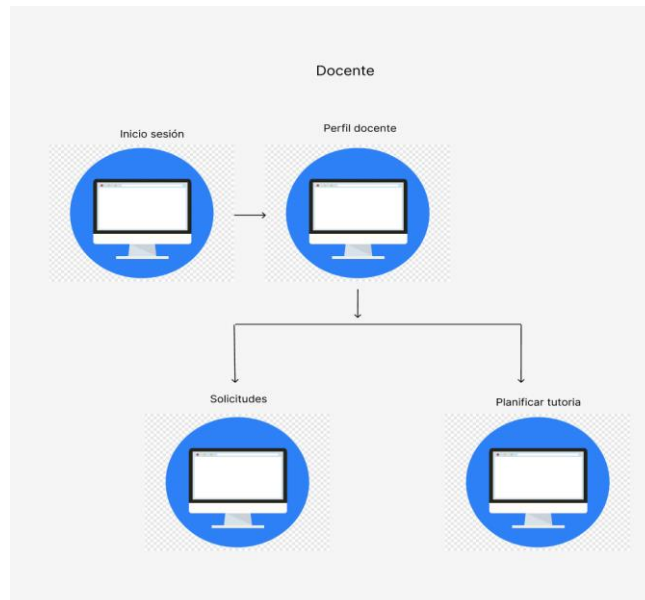 Docente
Inicio sesión
Perfil docente
Solicitudes
Planificar tutoria